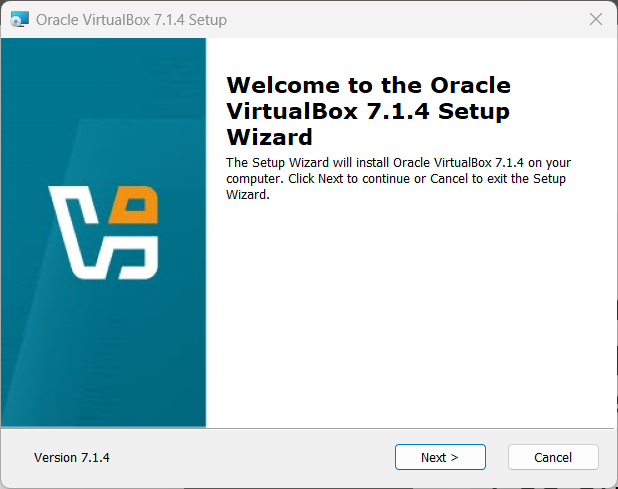 Oracle VirtualBox 7.1.4 Setup
Welcome to the Oracle
VirtualBox 7.1.4 Setup
Wizard
The Setup Wizard will install Oracle VirtualBox 7.1.4 on your
computer. Click Next to continue or Cancel to exit the Setup
Wizard.
Version 7.1.4
Next >
Cancel